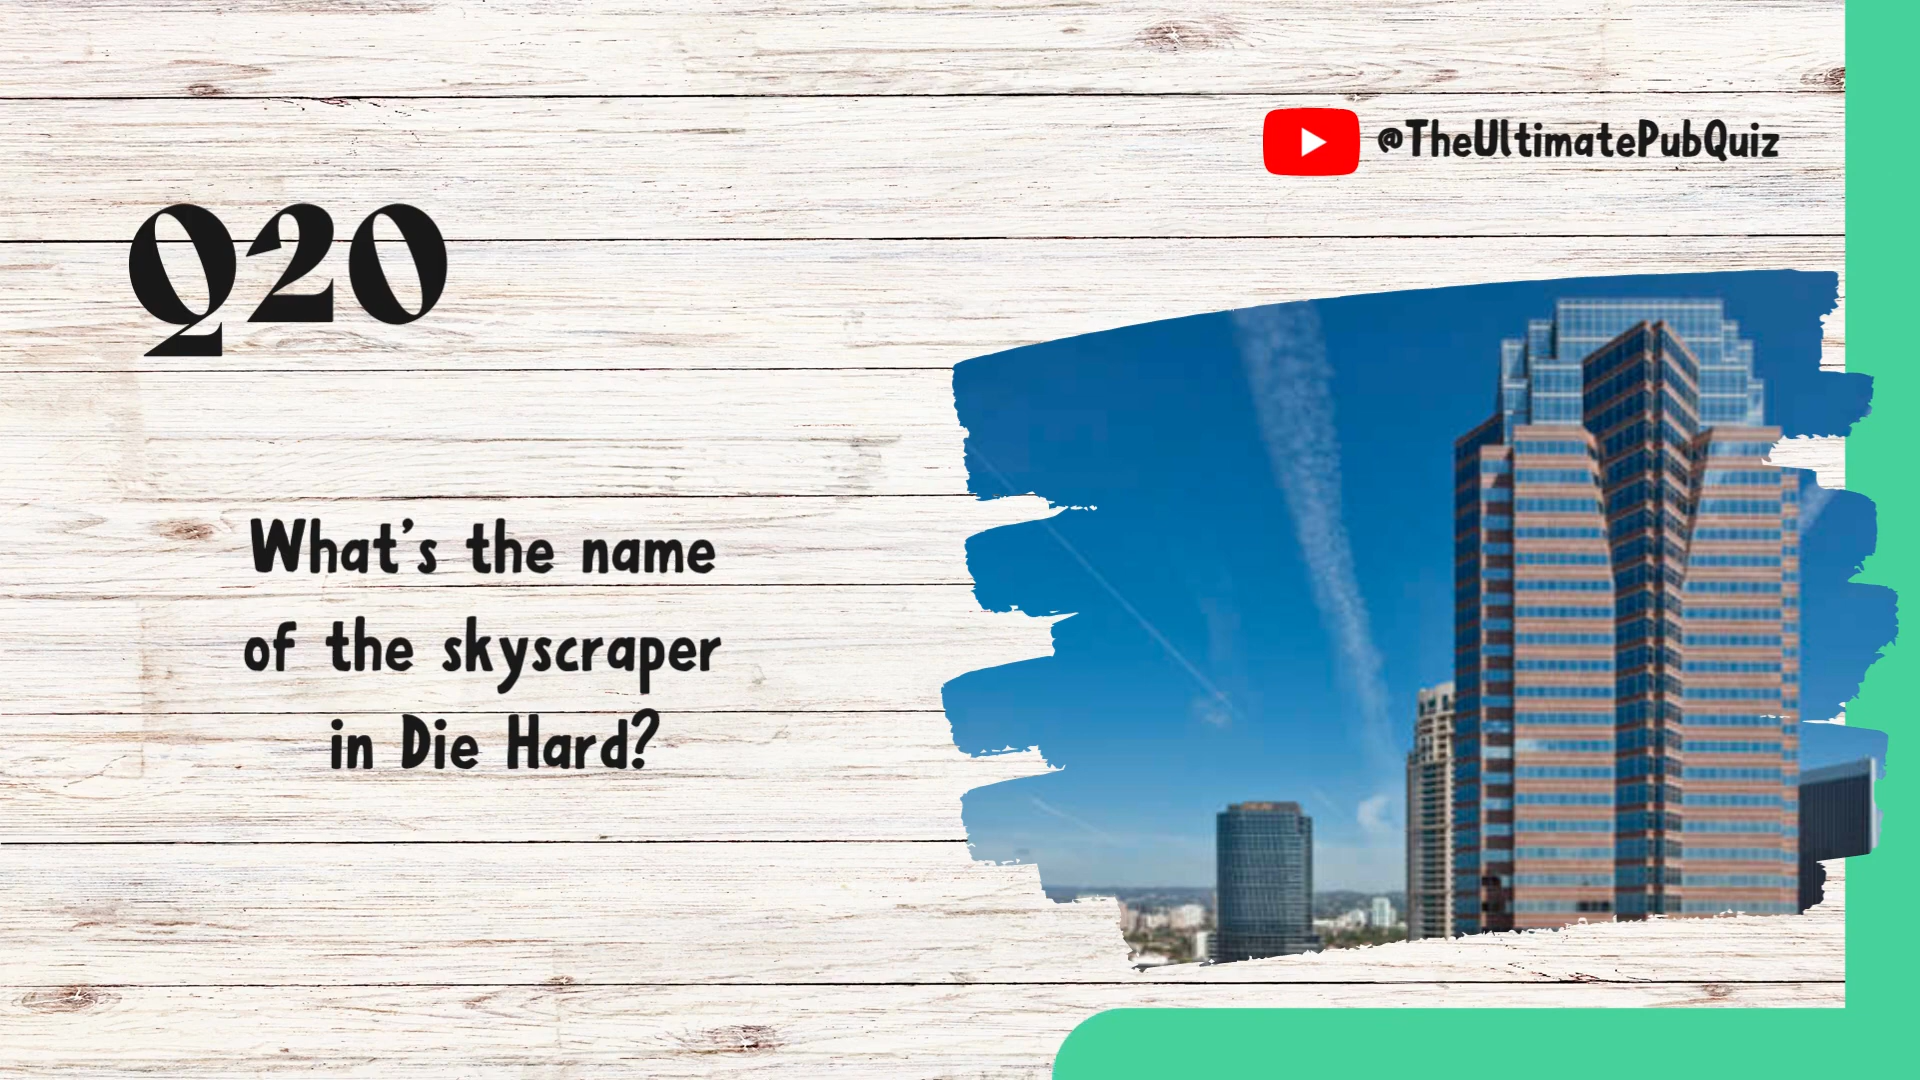 @TheUltimatePubQuiz
Q20
What's the name
of the skyscraper
in Die Hard?